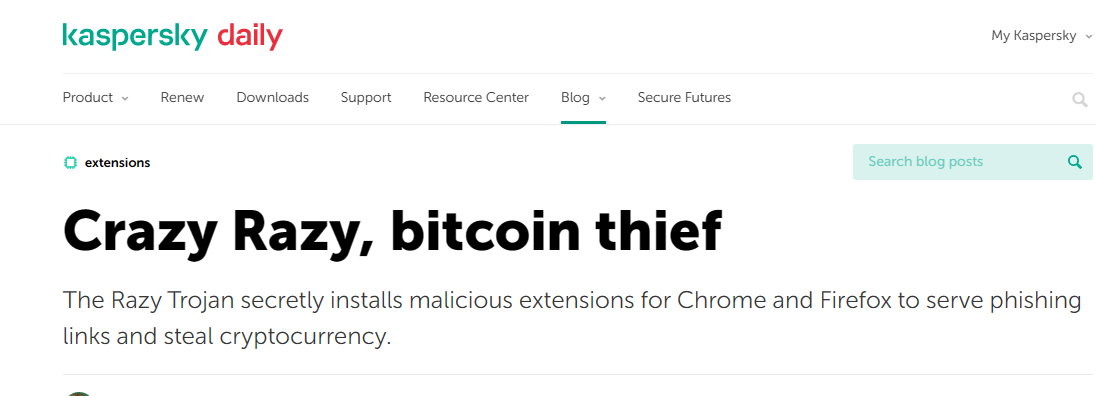 kaspersky daily
My Kaspersky
Product Renew Downloads Support Resource Center Blog Secure Futures
extensions
Search blog posts
Crazy Razy, bitcoin thief
The Razy Trojan secretly installs malicious extensions for Chrome and Firefox to serve phishing
links and steal cryptocurrency.